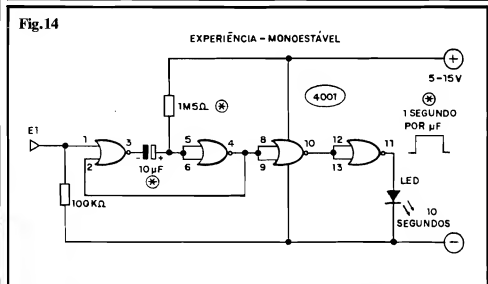 Fig.14
EXPERIÊNCIA - MONOESTÁVEL
+
5-15V
4001
1M5Ω *
*
1 SEGUNDO
POR µF
E1
1
2
3
- +
10µF
*
5
6
4
8
9
10
12
13
11
100KΩ
LED
10
SEGUNDOS
-